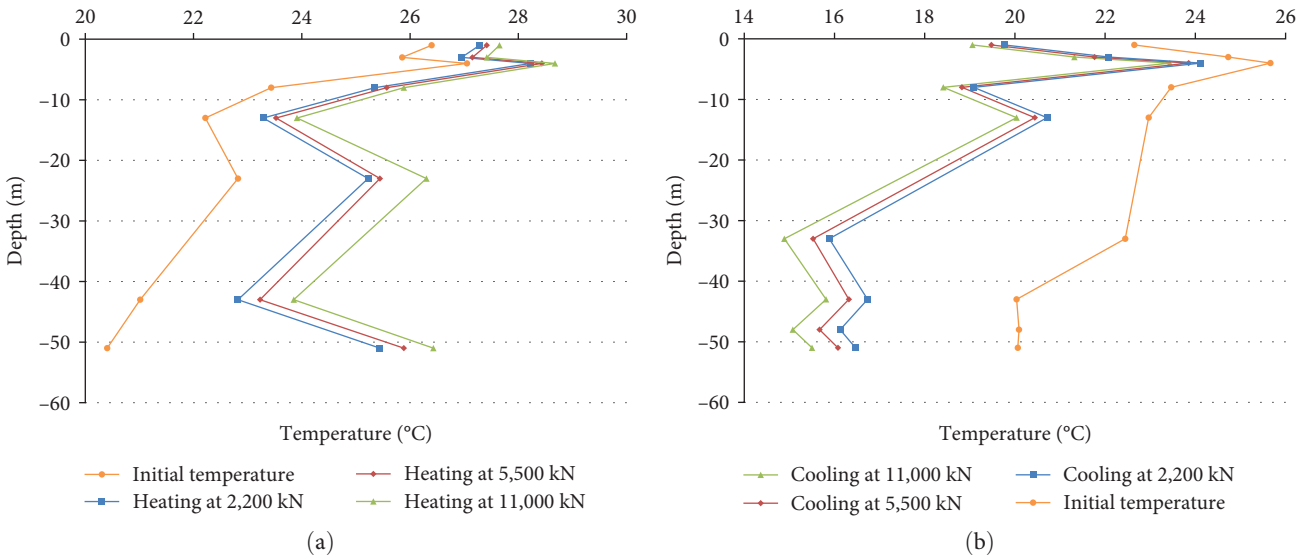 20 22 24 26 28 30
0
–10
–20
–30
–40
–50
–60
Depth (m)
Temperature (°C)
Initial temperature
Heating at 5,500 kN
Heating at 2,200 kN
Heating at 11,000 kN
(a)
14 16 18 20 22 24 26
0
–10
–20
–30
–40
–50
–60
Depth (m)
Temperature (°C)
Cooling at 11,000 kN
Cooling at 2,200 kN
Cooling at 5,500 kN
Initial temperature
(b)